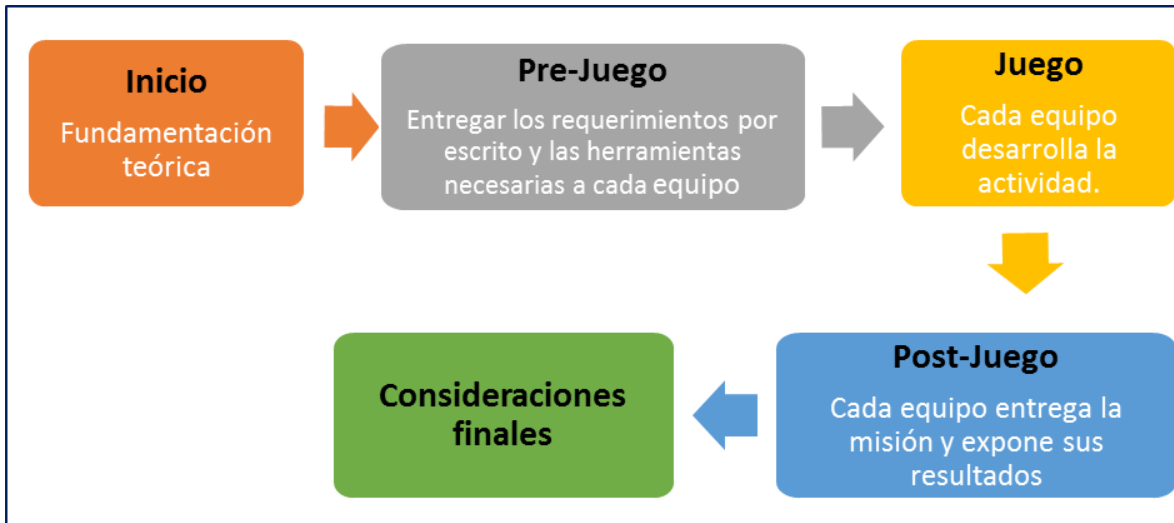 Inicio
Fundamentación
teórica
Pre-Juego
Entregar los requerimientos por
escrito y las herramientas
necesarias a cada equipo
Juego
Cada equipo
desarrolla la
actividad.
Post-Juego
Cada equipo entrega la
misión y expone sus
resultados
Consideraciones
finales